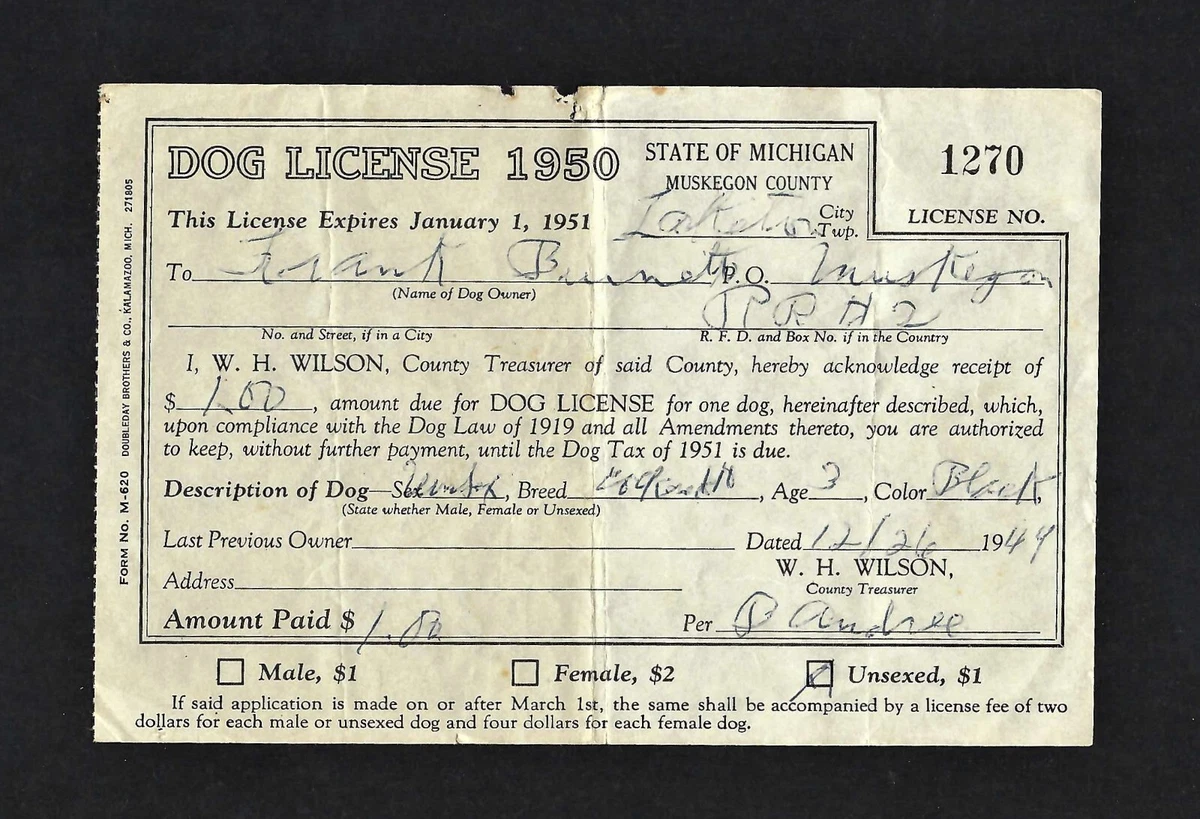 DOG LICENSE 1950
STATE OF MICHIGAN
MUSKEGON COUNTY
1270
LICENSE NO.
This License Expires January 1, 1951
Laketon City
Twp.
To Frank Burnett P.O. Muskegon
(Name of Dog Owner)
RR #2
No. and Street, if in a City R. F. D. and Box No. if in the Country
I, W. H. WILSON, County Treasurer of said County, hereby acknowledge receipt of
$ 1.00, amount due for DOG LICENSE for one dog, hereinafter described, which,
upon compliance with the Dog Law of 1919 and all Amendments thereto, you are authorized
to keep, without further payment, until the Dog Tax of 1951 is due.
Description of Dog—Sex, Breed, Age 3, Color Black,
(State whether Male, Female or Unsexed)
Last Previous Owner Dated 12/26 1949
W. H. WILSON,
Address County Treasurer
Amount Paid $ 1.00 Per Andree
Male, $1 Female, $2 Unsexed, $1
If said application is made on or after March 1st, the same shall be accompanied by a license fee of two
dollars for each male or unsexed dog and four dollars for each female dog.
FORM No. M-620 DOUBLEDAY BROTHERS & CO., KALAMAZOO, MICH. 271805